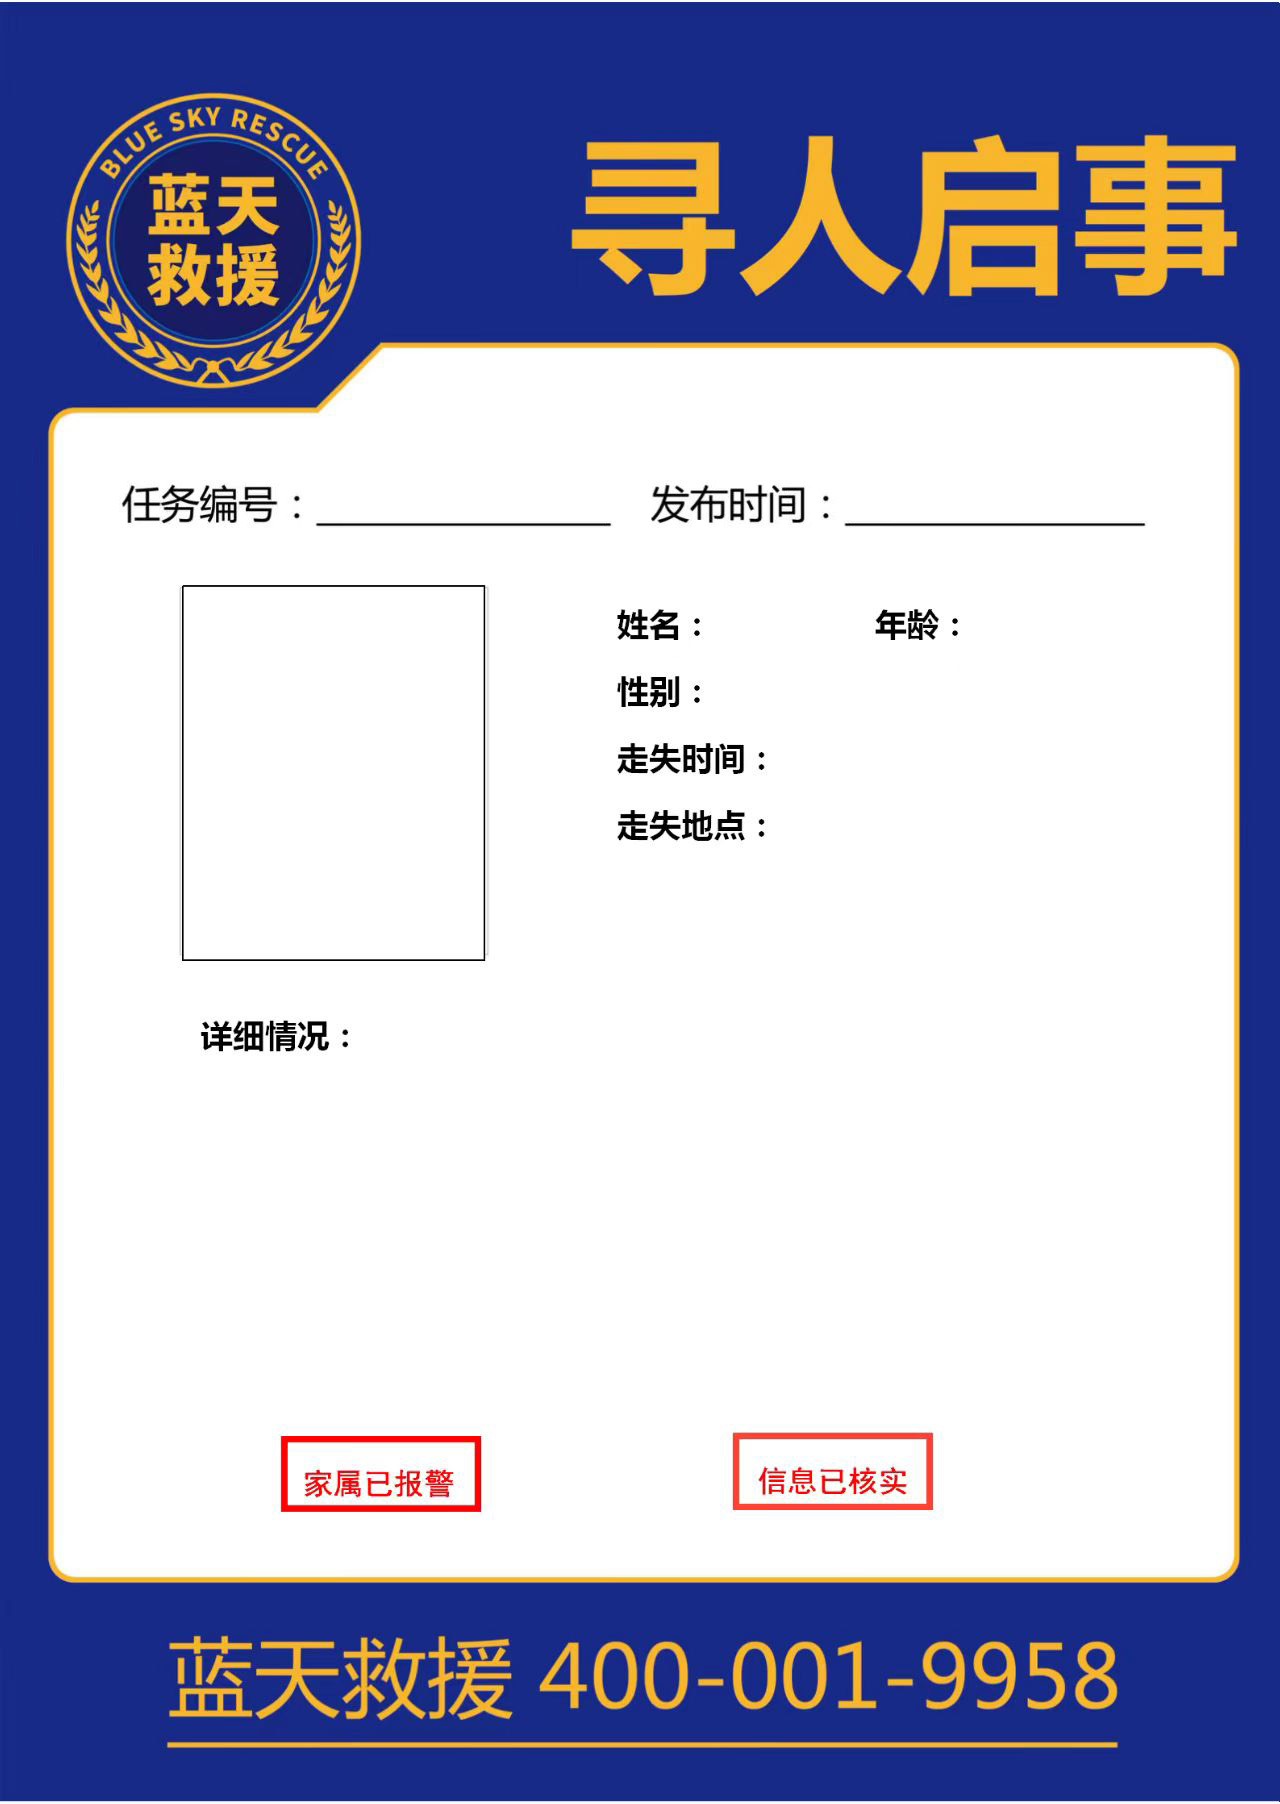 BLUE SKY RESCUE
蓝天
救援
寻人启事
任务编号： 发布时间：
姓名： 年龄：
性别：
走失时间：
走失地点：
详细情况：
家属已报警 信息已核实
蓝天救援 400-001-9958